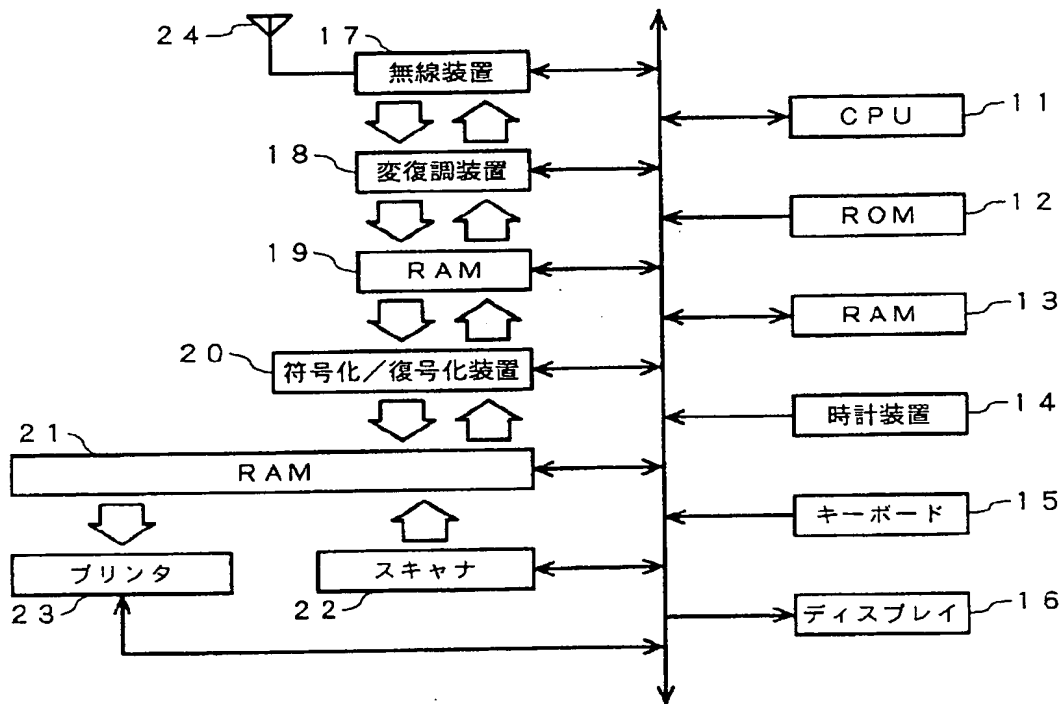 24
17
無線装置
CPU
11
18
変復調装置
ROM
12
19
RAM
RAM
13
20
符号化/復号化装置
時計装置
14
21
RAM
キーボード
15
プリンタ
スキャナ
23
22
ディスプレイ
16